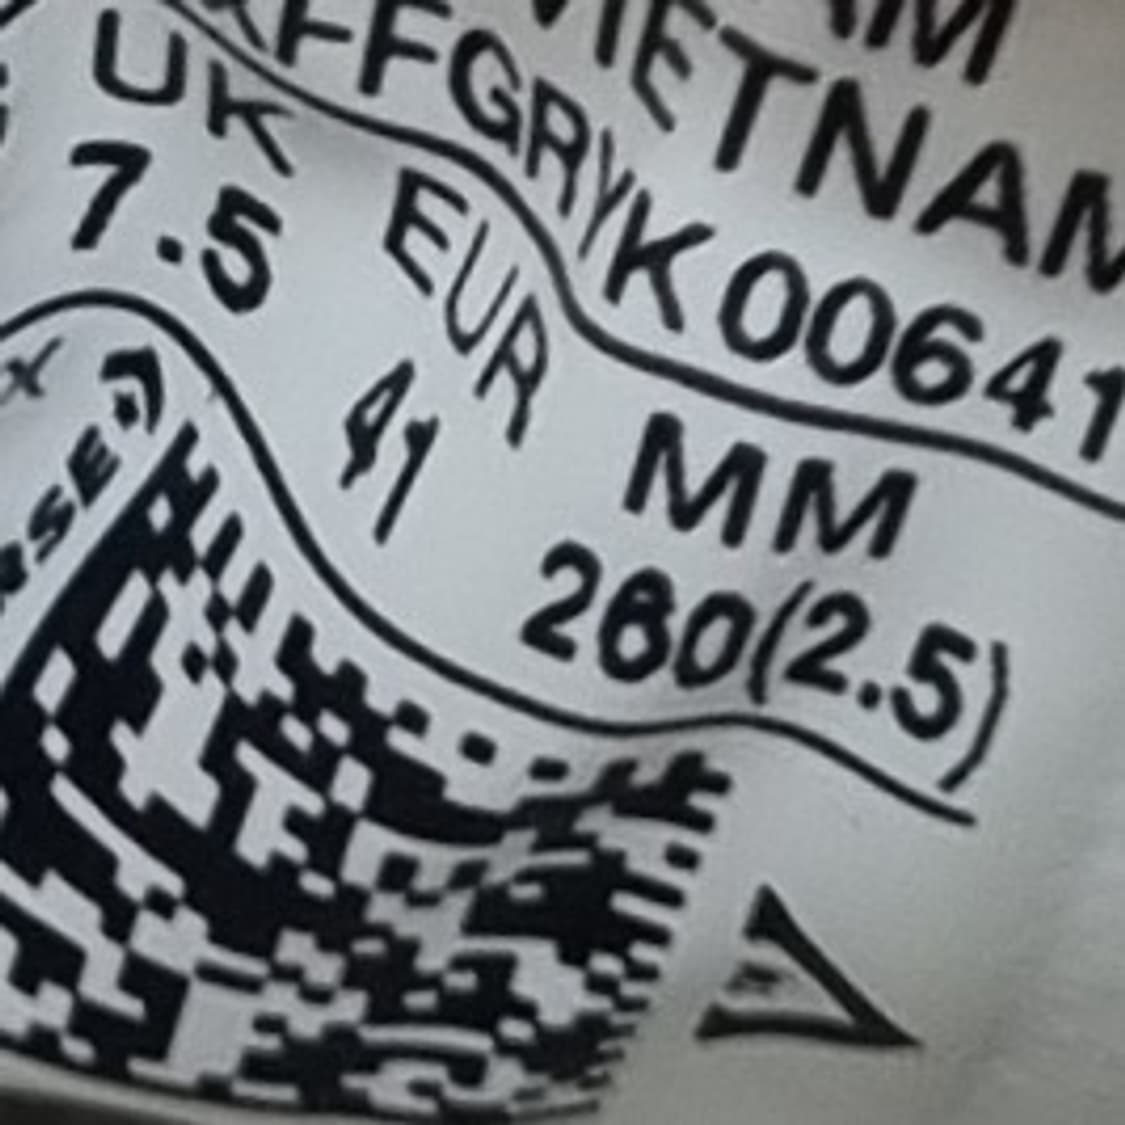 VIETNAM
FFGRYK00641
UK
7.5
EUR
41
MM
260(2.5)